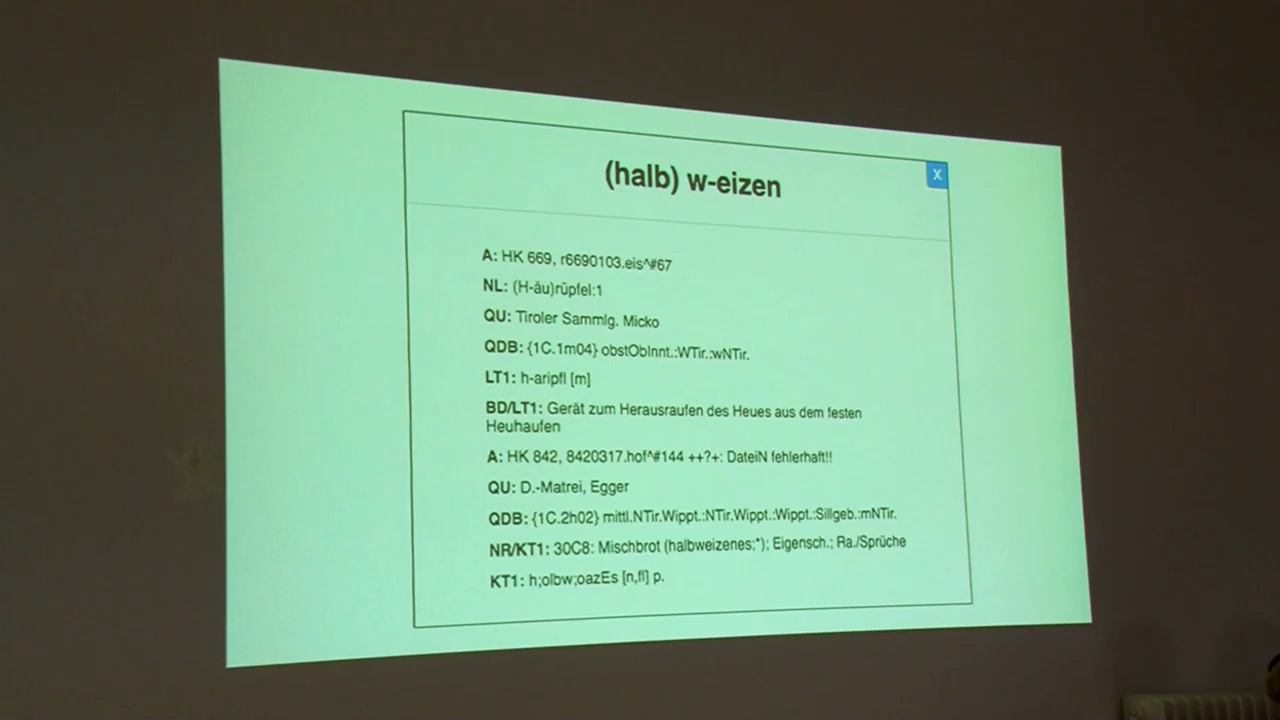 (halb) w-eizen
X
A: HK 669, r6690103.eis^#67
NL: (H-äu)rüpfel:1
QU: Tiroler Sammlg. Micko
QDB: {1C.1m04} obstOblnnt.:WTir.:wNTir.
LT1: h-aripfl [m]
BD/LT1: Gerät zum Herausraufen des Heues aus dem festen
Heuhaufen
A: HK 842, 8420317.hof^#144 ++?+: DateiN fehlerhaft!!
QU: D.-Matrei, Egger
QDB: {1C.2h02} mittl.NTir.Wippt.:NTir.Wippt.:Wippt.:Sillgeb.:mNTir.
NR/KT1: 30C8: Mischbrot (halbweizenes;*); Eigensch.; Ra./Sprüche
KT1: h;olbw;oazEs [n,fl] p.